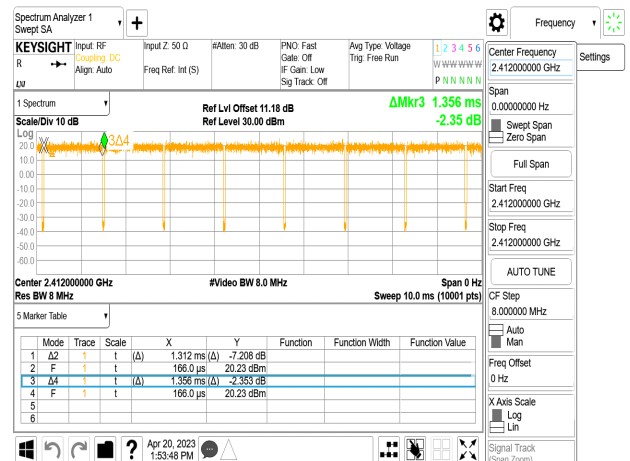 Spectrum Analyzer 1
Swept SA
Frequency
KEYSIGHT
R
LXI
Input: RF
Coupling: DC
Align: Auto
Input Z: 50 Ω
Freq Ref: Int (S)
#Atten: 30 dB
PNO: Fast
Gate: Off
IF Gain: Low
Sig Track: Off
Avg Type: Voltage
Trig: Free Run
1 2 3 4 5 6
W W W W W W
P N N N N N
Settings
Center Frequency
2.412000000 GHz
Span
0.00000000 Hz
Swept Span
Zero Span
Full Span
Start Freq
2.412000000 GHz
Stop Freq
2.412000000 GHz
AUTO TUNE
CF Step
8.000000 MHz
Auto
Man
Freq Offset
0 Hz
X Axis Scale
Log
Lin
Signal Track
(Span Zoom)
1 Spectrum
Scale/Div 10 dB
Ref Lvl Offset 11.18 dB
Ref Level 30.00 dBm
ΔMkr3 1.356 ms
-2.35 dB
Log
3Δ4
20.0
10.0
0.00
-10.0
-20.0
-30.0
-40.0
-50.0
-60.0
Center 2.412000000 GHz
#Video BW 8.0 MHz
Span 0 Hz
Res BW 8 MHz
Sweep 10.0 ms (10001 pts)
5 Marker Table
Mode Trace Scale X Y Function Function Width Function Value
1 Δ2 1 t (Δ) 1.312 ms (Δ) -7.208 dB
2 F 1 t 166.0 µs 20.23 dBm
3 Δ4 1 t (Δ) 1.356 ms (Δ) -2.353 dB
4 F 1 t 166.0 µs 20.23 dBm
5
6
?
Apr 20, 2023
1:53:48 PM